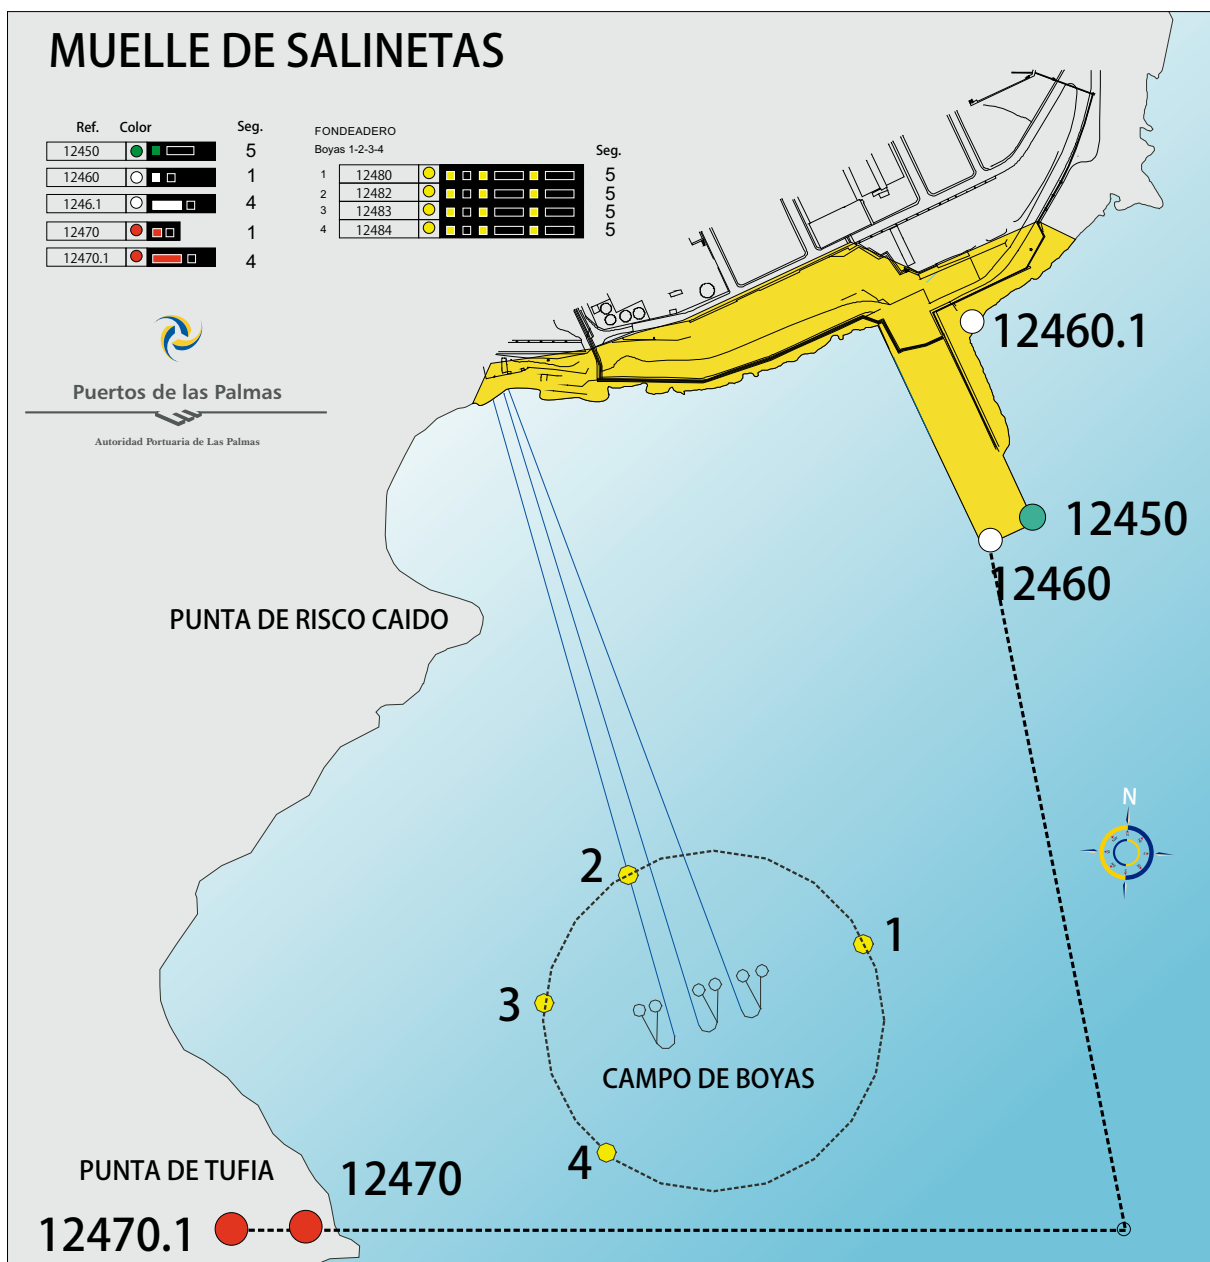 MUELLE DE SALINETAS
Ref. Color Seg.
12450 5
12460 1
1246.1 4
12470 1
12470.1 4
FONDEADERO
Boyas 1-2-3-4
Seg.
1 12480 5
2 12482 5
3 12483 5
4 12484 5
Puertos de las Palmas
Autoridad Portuaria de Las Palmas
12460.1
12450
12460
PUNTA DE RISCO CAIDO
N
2
1
3
CAMPO DE BOYAS
4
PUNTA DE TUFIA
12470
12470.1